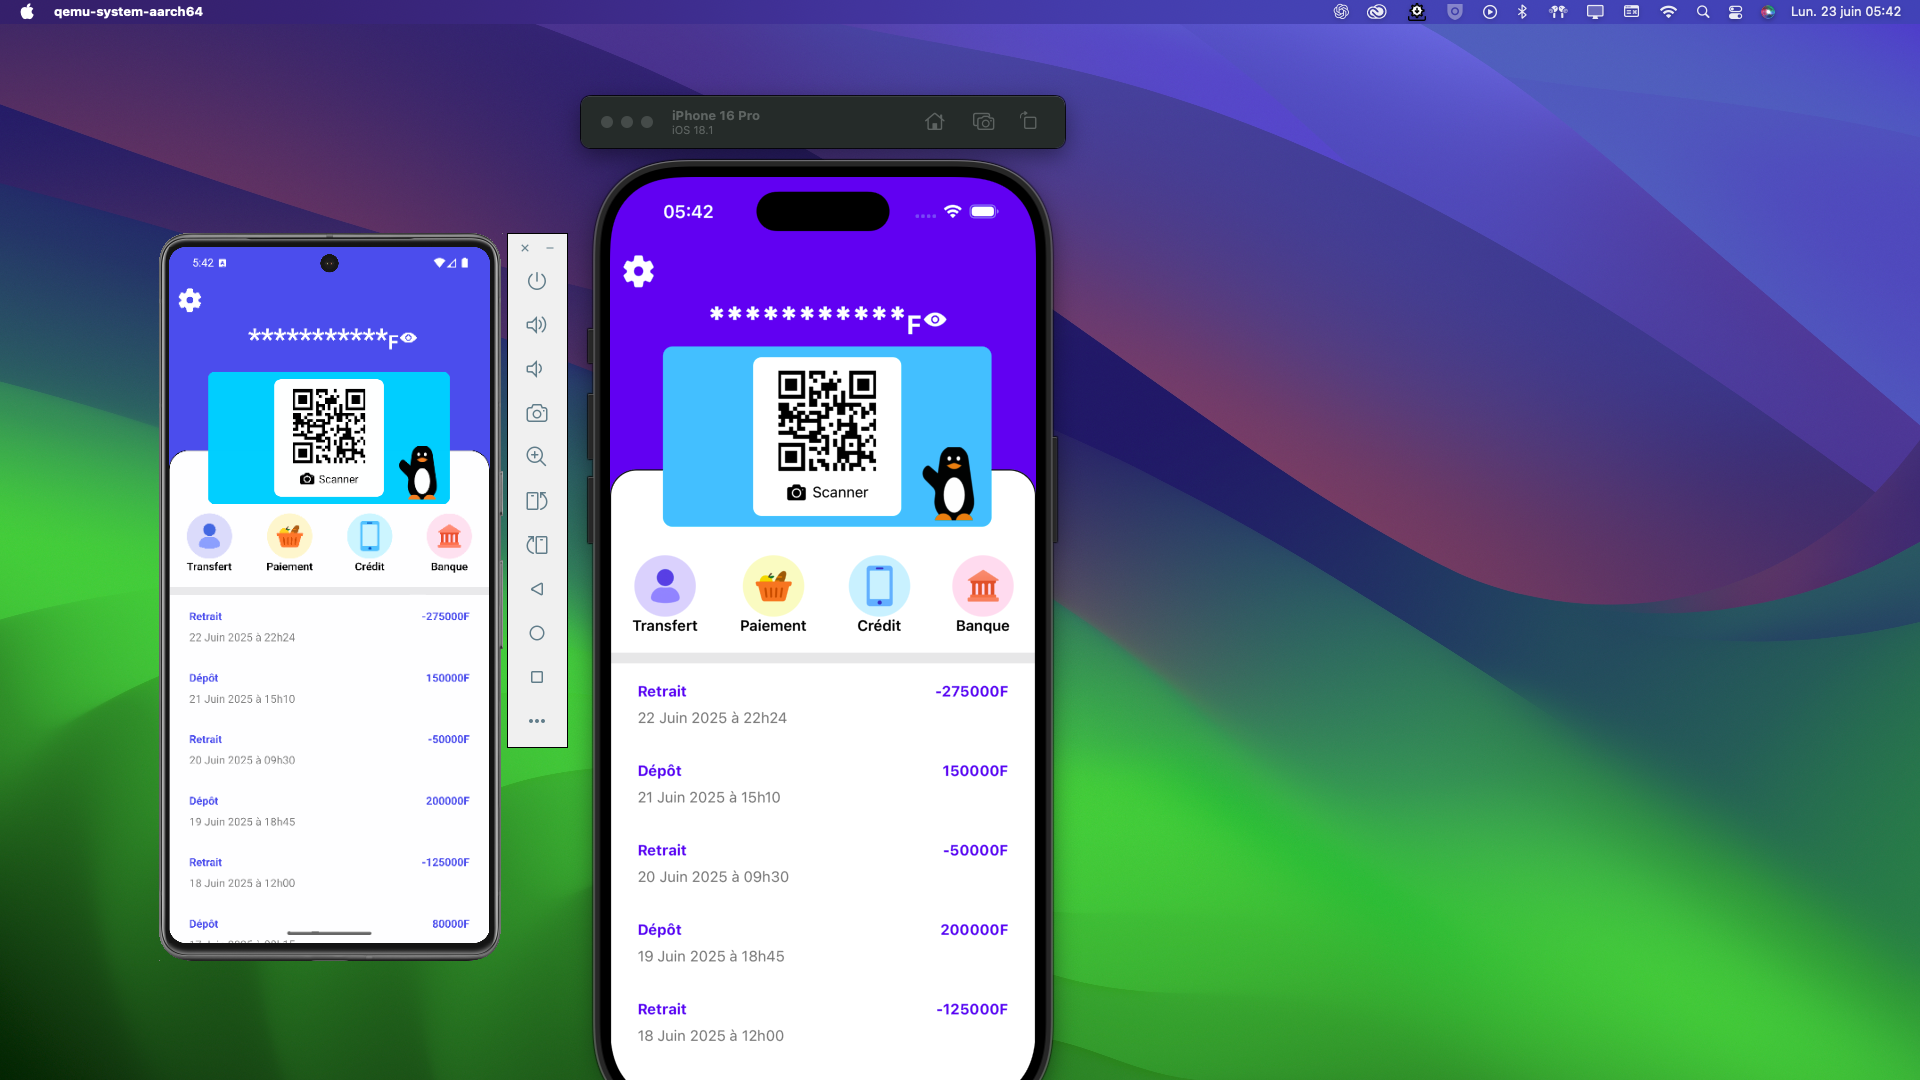 qemu-system-aarch64
Lun. 23 juin 05:42
iPhone 16 Pro
iOS 18.1
5:42
***********F
Scanner
Transfert Paiement Crédit Banque
Retrait -275000F
22 Juin 2025 à 22h24
Dépôt 150000F
21 Juin 2025 à 15h10
Retrait -50000F
20 Juin 2025 à 09h30
Dépôt 200000F
19 Juin 2025 à 18h45
Retrait -125000F
18 Juin 2025 à 12h00
Dépôt 80000F
05:42
***********F
Scanner
Transfert Paiement Crédit Banque
Retrait -275000F
22 Juin 2025 à 22h24
Dépôt 150000F
21 Juin 2025 à 15h10
Retrait -50000F
20 Juin 2025 à 09h30
Dépôt 200000F
19 Juin 2025 à 18h45
Retrait -125000F
18 Juin 2025 à 12h00